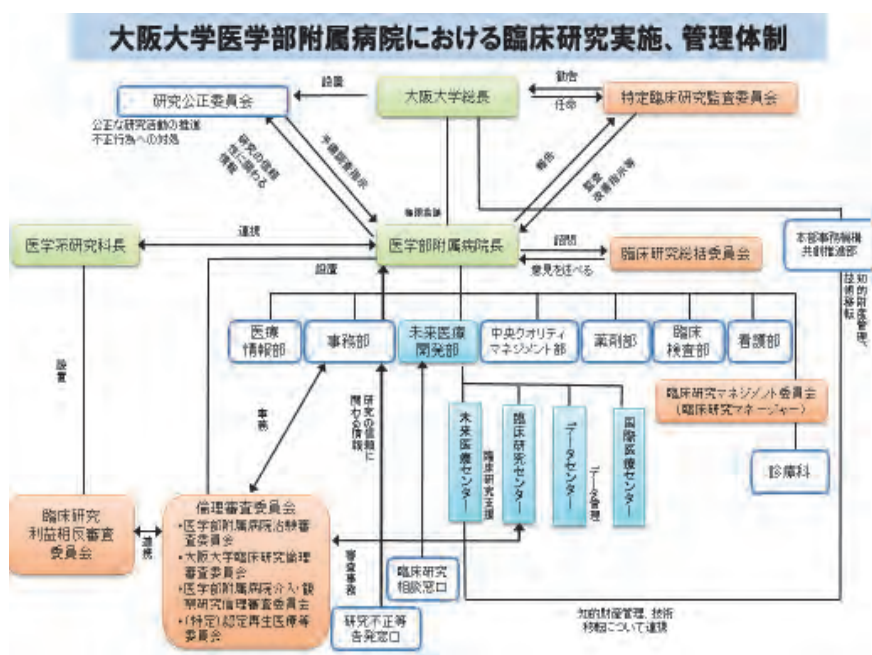 大阪大学医学部附属病院における臨床研究実施、管理体制
研究公正委員会
設置
大阪大学総長
勧告
任命
特定臨床研究監査委員会
公正な研究活動の推進
不正行為への対処
研究の信頼
性に関わる
情報
予備調査指示
報告
監査
改善指示等
医学系研究科長
連携
医学部附属病院長
諮問
意見を述べる
臨床研究総括委員会
本部事務機構
共創推進部
設置
知的財産管理、
技術移転
医療
情報部
事務部
未来医療
開発部
中央クオリティ
マネジメント部
薬剤部
臨床
検査部
看護部
設置
事務
研究の信頼に
関わる情報
未来医療センター
臨床研究支援
臨床研究センター
データセンター
データ管理
国際医療センター
臨床研究マネジメント委員会
(臨床研究マネージャー)
診療科
臨床研究
利益相反審査
委員会
連携
倫理審査委員会
•医学部附属病院治験審
査委員会
•大阪大学臨床研究倫理
審査委員会
•医学部附属病院介入・観
察研究倫理審査委員会
•(特定)認定再生医療等
委員会
審査事務
臨床研究
相談窓口
研究不正等
告発窓口
知的財産管理、技術
移転について連携